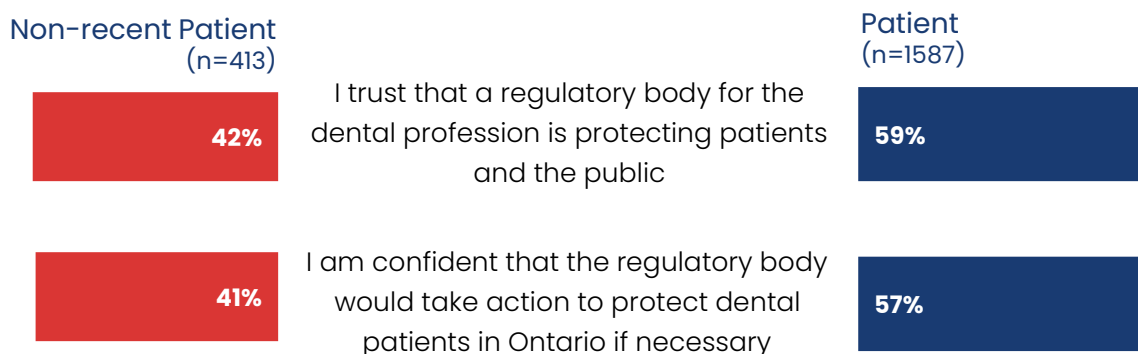 Non-recent Patient
(n=413)
Patient
(n=1587)
42%
I trust that a regulatory body for the
dental profession is protecting patients
and the public
59%
41%
I am confident that the regulatory body
would take action to protect dental
patients in Ontario if necessary
57%